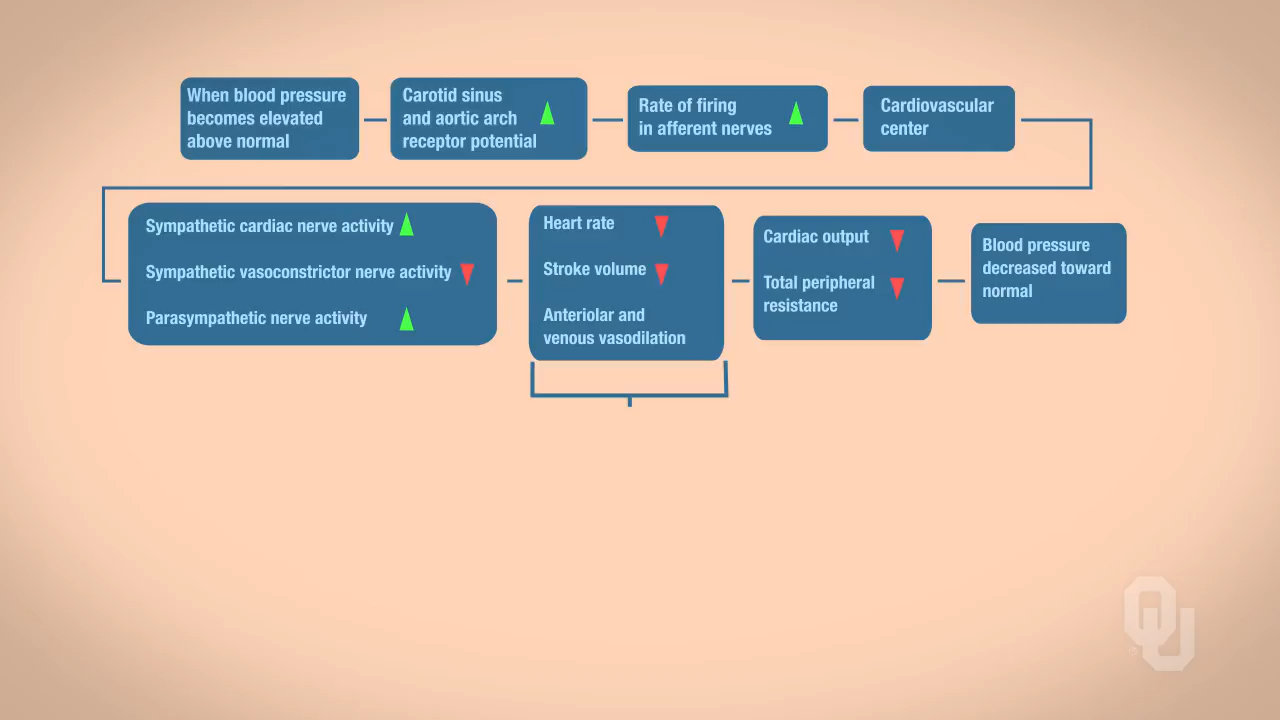 When blood pressure
becomes elevated
above normal
Carotid sinus
and aortic arch
receptor potential
Rate of firing
in afferent nerves
Cardiovascular
center
Sympathetic cardiac nerve activity
Sympathetic vasoconstrictor nerve activity
Parasympathetic nerve activity
Heart rate
Stroke volume
Anteriolar and
venous vasodilation
Cardiac output
Total peripheral
resistance
Blood pressure
decreased toward
normal
OU